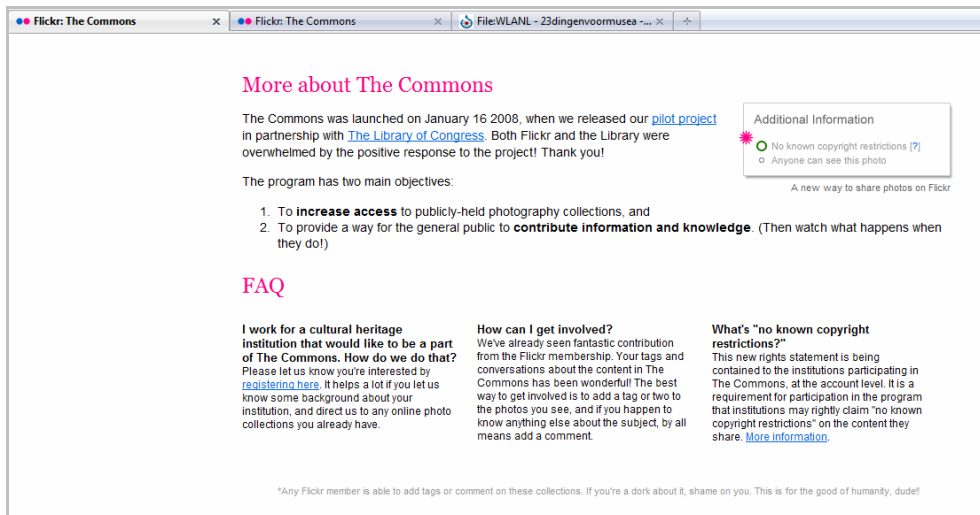 Flickr: The Commons
Flickr: The Commons
File:WLANL - 23dingenvoormusea -...
More about The Commons
The Commons was launched on January 16 2008, when we released our pilot project
in partnership with The Library of Congress. Both Flickr and the Library were
overwhelmed by the positive response to the project! Thank you!
Additional Information
No known copyright restrictions [?]
Anyone can see this photo
A new way to share photos on Flickr
The program has two main objectives:
1. To increase access to publicly-held photography collections, and
2. To provide a way for the general public to contribute information and knowledge. (Then watch what happens when
they do!)
FAQ
I work for a cultural heritage
institution that would like to be a part
of The Commons. How do we do that?
Please let us know you're interested by
registering here. It helps a lot if you let us
know some background about your
institution, and direct us to any online photo
collections you already have.
How can I get involved?
We've already seen fantastic contribution
from the Flickr membership. Your tags and
conversations about the content in The
Commons has been wonderful! The best
way to get involved is to add a tag or two to
the photos you see, and if you happen to
know anything else about the subject, by all
means add a comment.
What's "no known copyright
restrictions?"
This new rights statement is being
contained to the institutions participating in
The Commons, at the account level. It is a
requirement for participation in the program
that institutions may rightly claim "no known
copyright restrictions" on the content they
share. More information.
*Any Flickr member is able to add tags or comment on these collections. If you're a dork about it, shame on you. This is for the good of humanity, dude!!